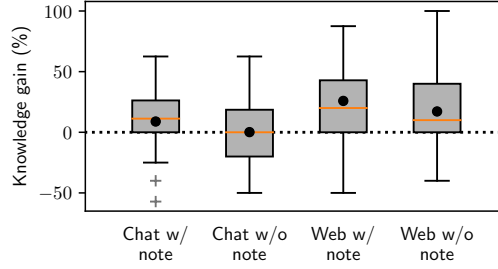 Knowledge gain (%)
100
50
0
−50
Chat w/
note
Chat w/o
note
Web w/
note
Web w/o
note